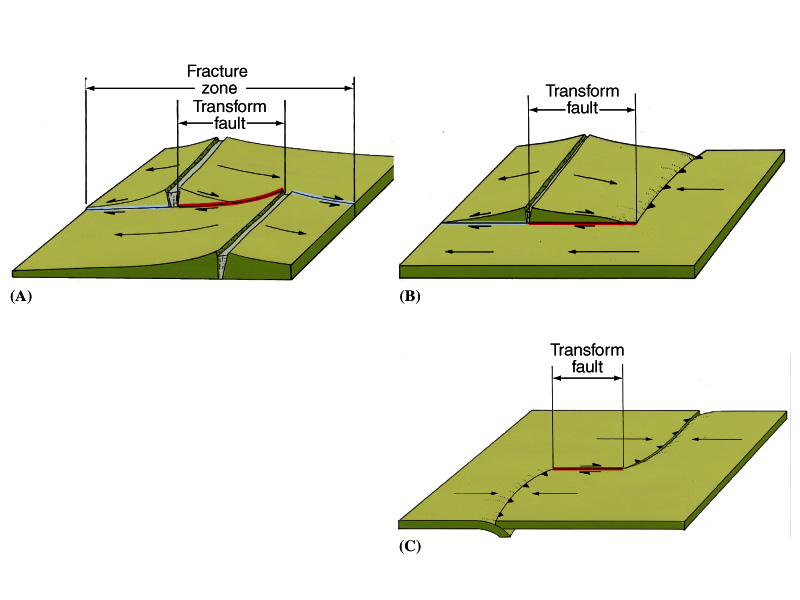 Fracture
zone
Transform
fault
(A)
Transform
fault
(B)
Transform
fault
(C)